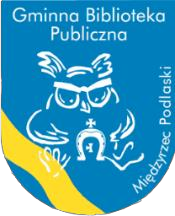 Gminna Biblioteka
Publiczna
Międzyrzec Podlaski